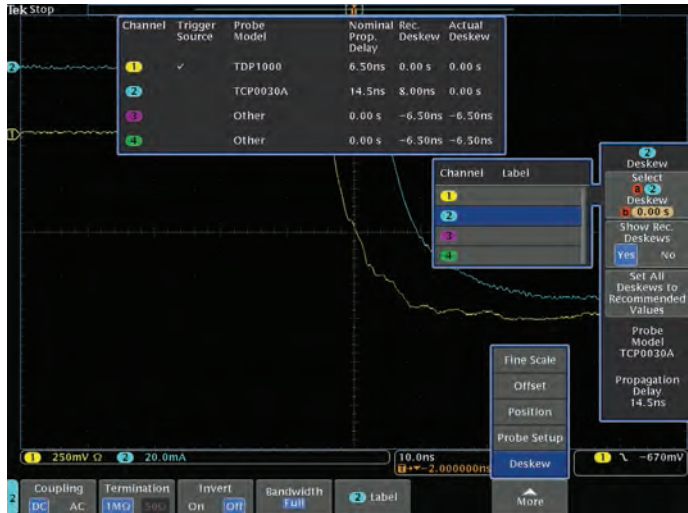 Tek Stop
Channel Trigger Source Probe Model Nominal Prop. Delay Rec. Deskew Actual Deskew
1 ✓ TDP1000 6.50ns 0.00 s 0.00 s
2 TCP0030A 14.5ns 8.00ns 0.00 s
3 Other 0.00 s −6.50ns −6.50ns
4 Other 0.00 s −6.50ns −6.50ns
2
1
Channel Label
1
2
3
4
2
Deskew
Select
a 2
Deskew
b 0.00 s
Show Rec.
Deskews
Yes No
Set All
Deskews to
Recommended
Values
Probe
Model
TCP0030A
Propagation
Delay
14.5ns
Fine Scale
Offset
Position
Probe Setup
Deskew
1 250mV Ω 2 20.0mA 10.0ns 1 −670mV
T→▼−2.000000ns
2
Coupling Termination Invert Bandwidth 2 Label More
DC AC 1MΩ 50Ω On Off Full